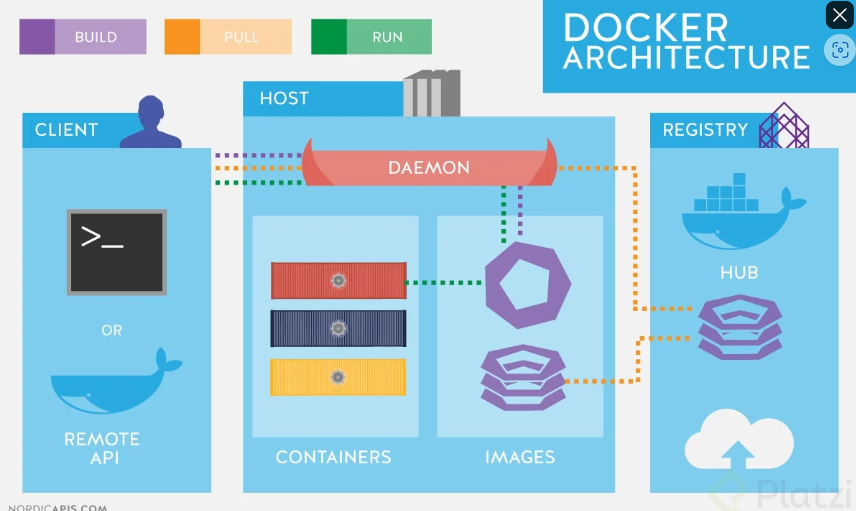 BUILD
PULL
RUN
DOCKER
ARCHITECTURE
CLIENT
HOST
REGISTRY
DAEMON
>_
OR
REMOTE
API
CONTAINERS
IMAGES
HUB
NORDICAPIS.COM
Platzi